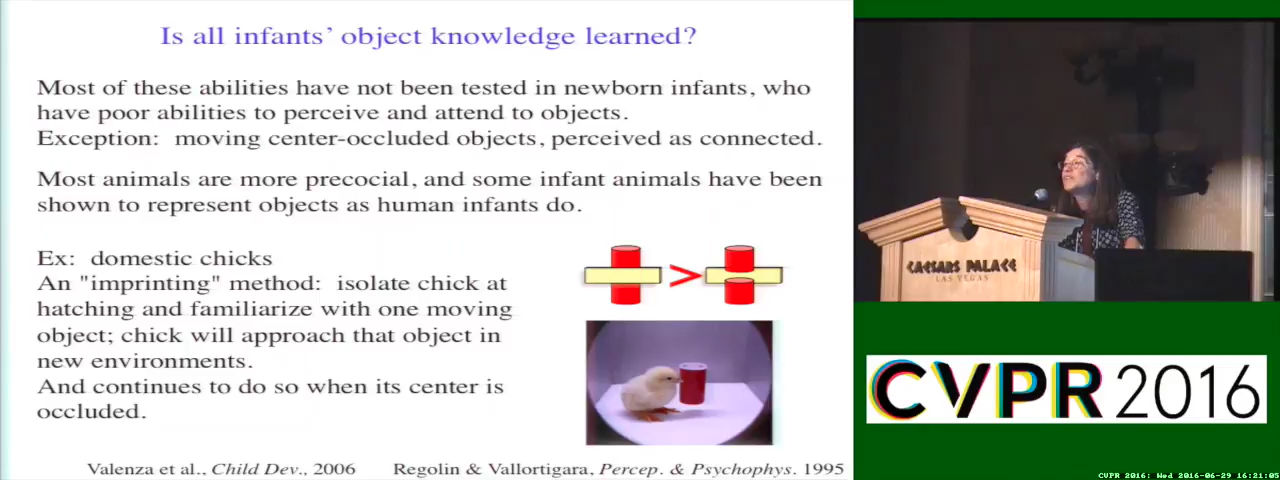 Is all infants' object knowledge learned?
Most of these abilities have not been tested in newborn infants, who
have poor abilities to perceive and attend to objects.
Exception: moving center-occluded objects, perceived as connected.
Most animals are more precocial, and some infant animals have been
shown to represent objects as human infants do.
Ex: domestic chicks
An "imprinting" method: isolate chick at
hatching and familiarize with one moving
object; chick will approach that object in
new environments.
And continues to do so when its center is
occluded.
>
Valenza et al., Child Dev., 2006 Regolin & Vallortigara, Percep. & Psychophys. 1995
CAESARS PALACE
LAS VEGAS
CVPR 2016
CVPR 2016: Wed 2016-06-29 16:21:05